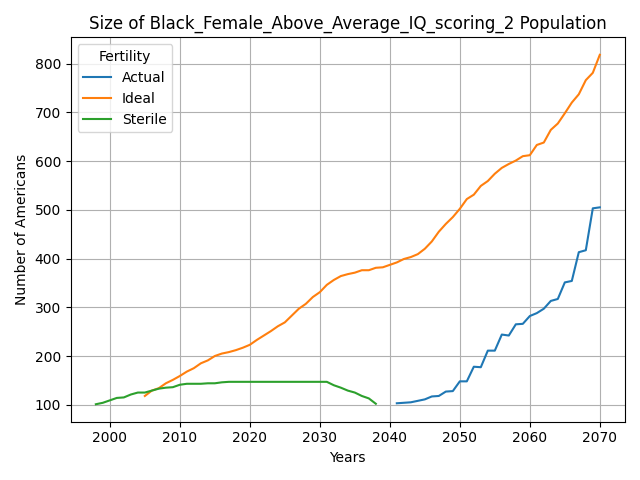 Size of Black_Female_Above_Average_IQ_scoring_2 Population
Fertility
Actual
Ideal
Sterile
Number of Americans
800
700
600
500
400
300
200
100
2000 2010 2020 2030 2040 2050 2060 2070
Years